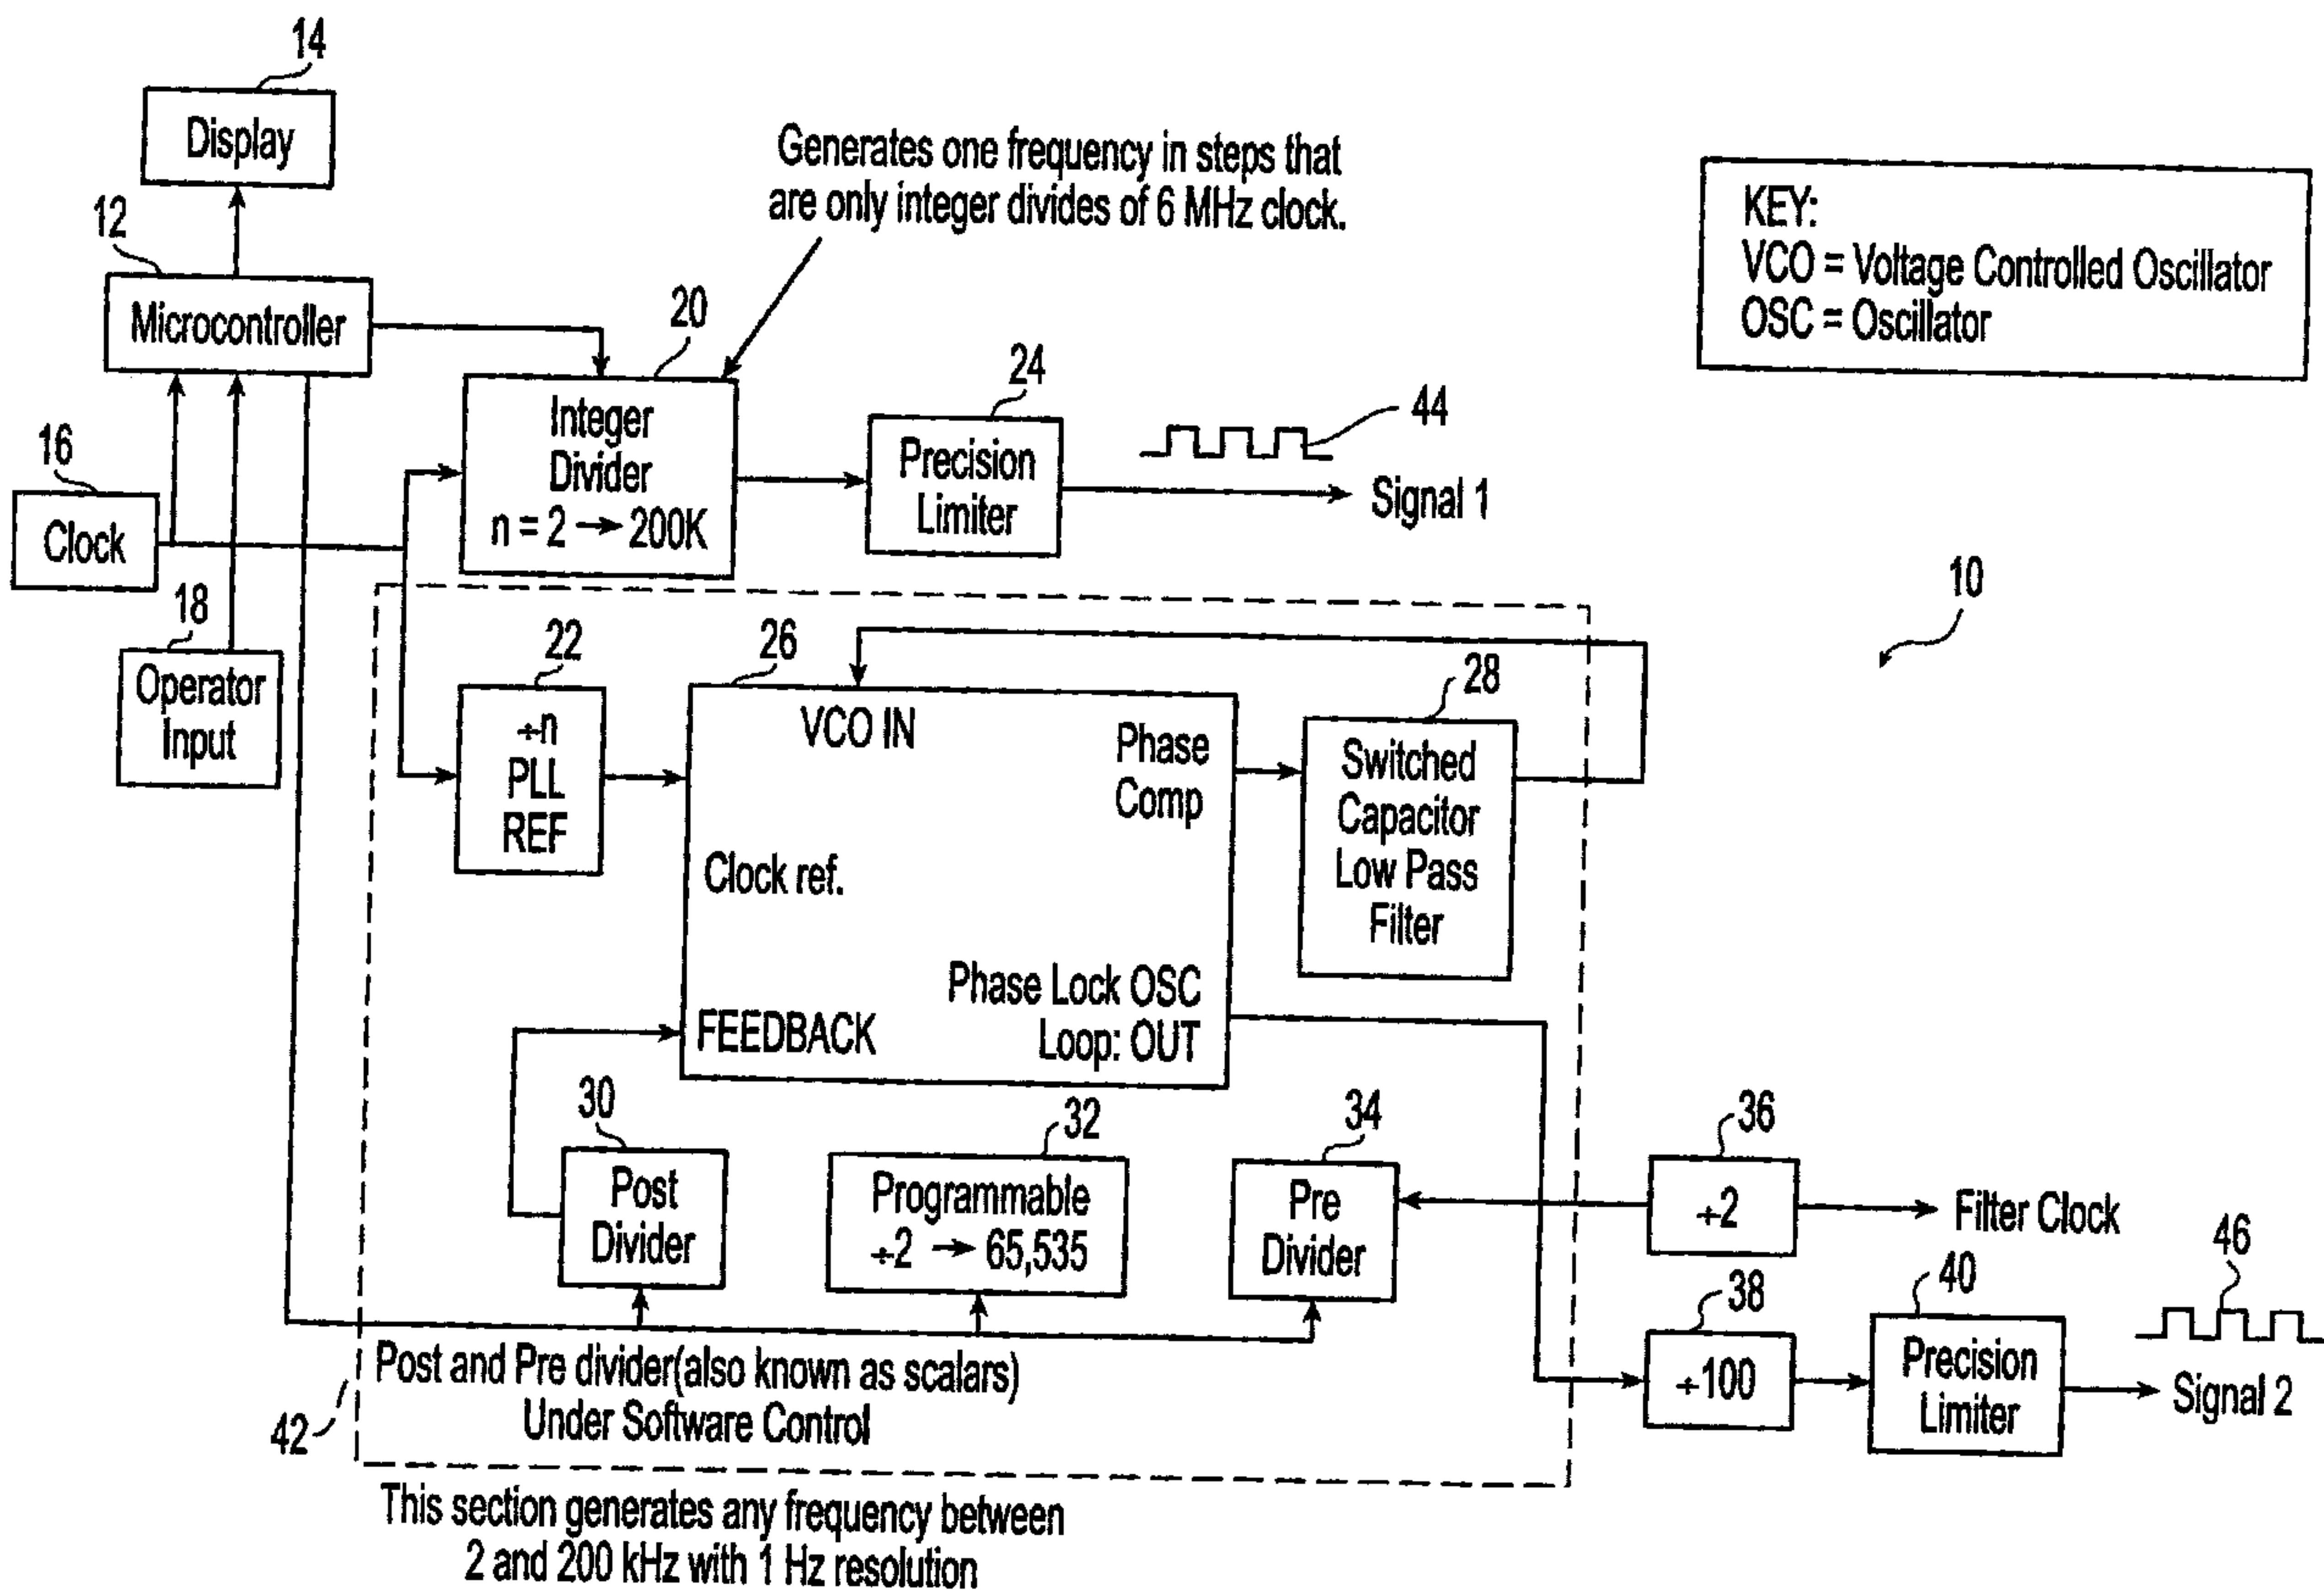 14
Display
Generates one frequency in steps that
are only integer divides of 6 MHz clock.
KEY:
VCO = Voltage Controlled Oscillator
OSC = Oscillator
12
Microcontroller
20
Integer
Divider
n = 2 → 200K
24
Precision
Limiter
44
Signal 1
16
Clock
10
18
Operator
Input
22
÷n
PLL
REF
26
VCO IN
Phase
Comp
Clock ref.
FEEDBACK
Phase Lock OSC
Loop: OUT
28
Switched
Capacitor
Low Pass
Filter
30
Post
Divider
32
Programmable
÷2 → 65,535
34
Pre
Divider
36
÷2
Filter Clock
38
÷100
40
Precision
Limiter
46
Signal 2
Post and Pre divider(also known as scalars)
Under Software Control
42
This section generates any frequency between
2 and 200 kHz with 1 Hz resolution